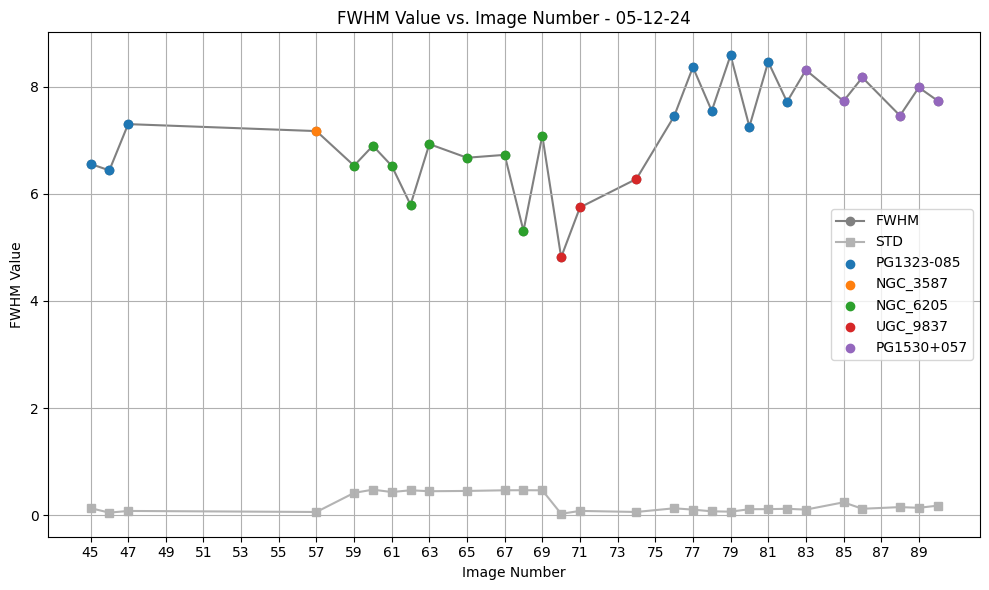 FWHM Value vs. Image Number - 05-12-24
FWHM Value
8
6
4
2
0
FWHM
STD
PG1323-085
NGC_3587
NGC_6205
UGC_9837
PG1530+057
45 47 49 51 53 55 57 59 61 63 65 67 69 71 73 75 77 79 81 83 85 87 89
Image Number